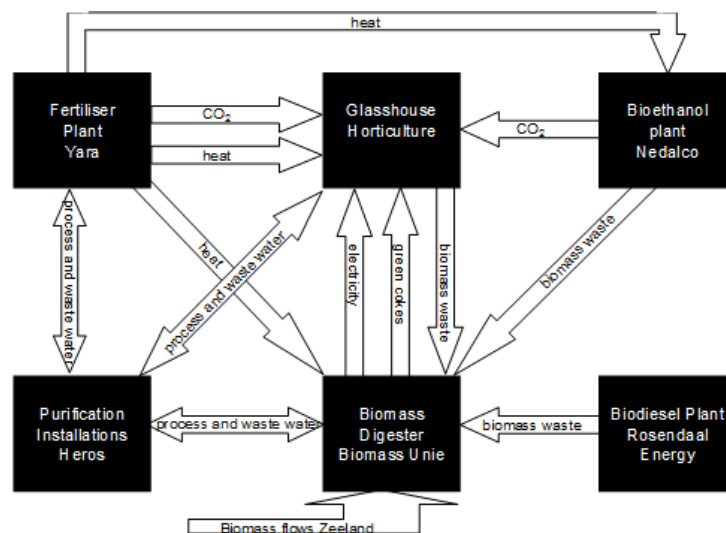 heat
Fertiliser
Plant
Yara
CO₂
heat
Glasshouse
Horticulture
CO₂
Bioethanol
plant
Nedalco
process and waste water
heat
process and waste water
electricity
green cokes
biomass waste
biomass waste
Purification
Installations
Heros
process and waste water
Biomass
Digester
Biomass Unie
biomass waste
Biodiesel Plant
Rosendaal
Energy
Biomass flows Zeeland